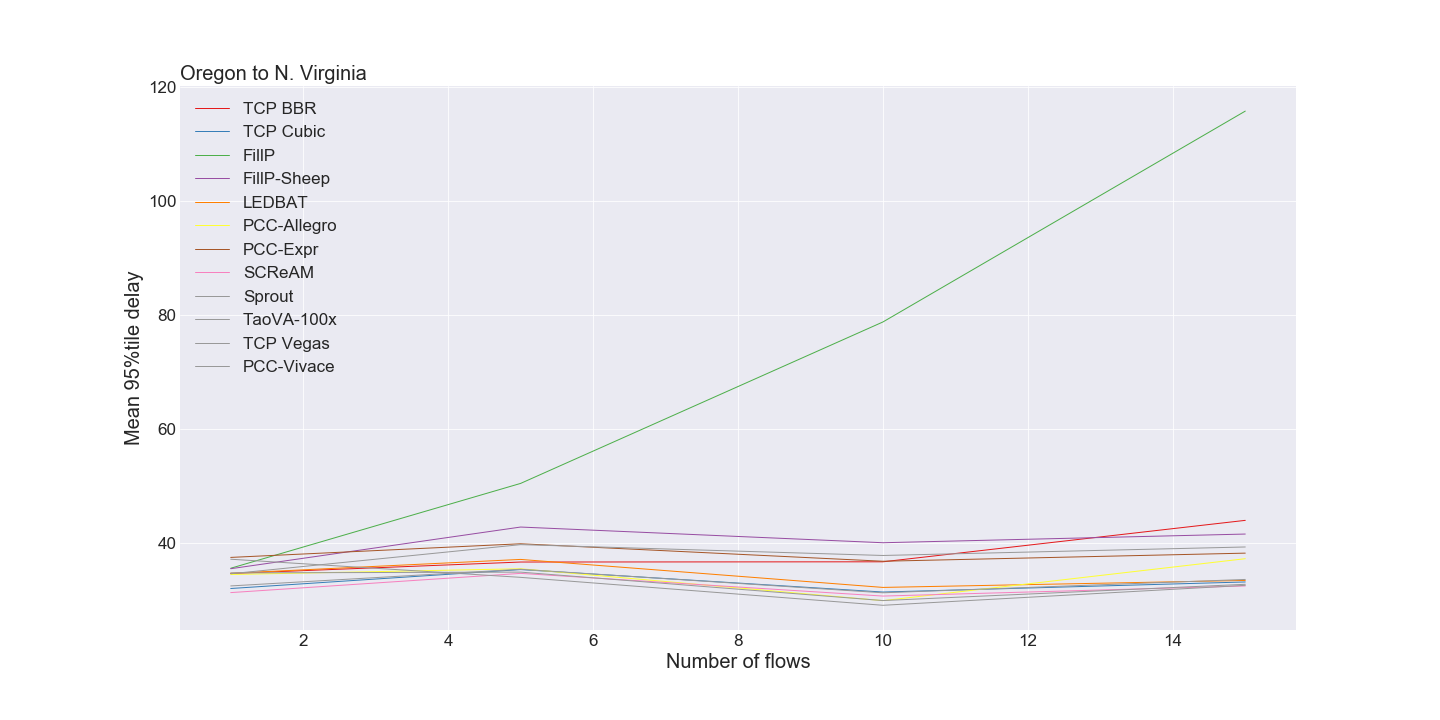 Oregon to N. Virginia
120
100
80
60
40
Mean 95%tile delay
TCP BBR
TCP Cubic
FillP
FillP-Sheep
LEDBAT
PCC-Allegro
PCC-Expr
SCReAM
Sprout
TaoVA-100x
TCP Vegas
PCC-Vivace
2 4 6 8 10 12 14
Number of flows